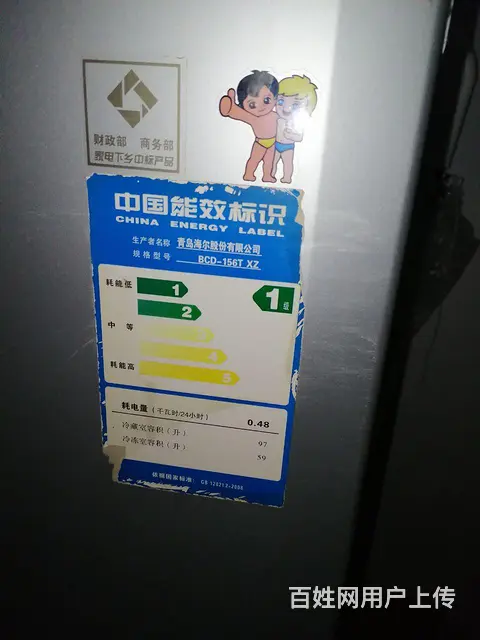 财政部 商务部
家电下乡中标产品
中国能效标识
CHINA ENERGY LABEL
生产者名称 青岛海尔股份有限公司
规格型号 BCD-156T XZ
耗能低
1
2
1级
中 等
3
4
耗能高
5
耗电量（千瓦时/24小时） 0.48
冷藏室容积（升） 97
冷冻室容积（升） 59
依据国家标准: GB 12021.2-2008
百姓网用户上传